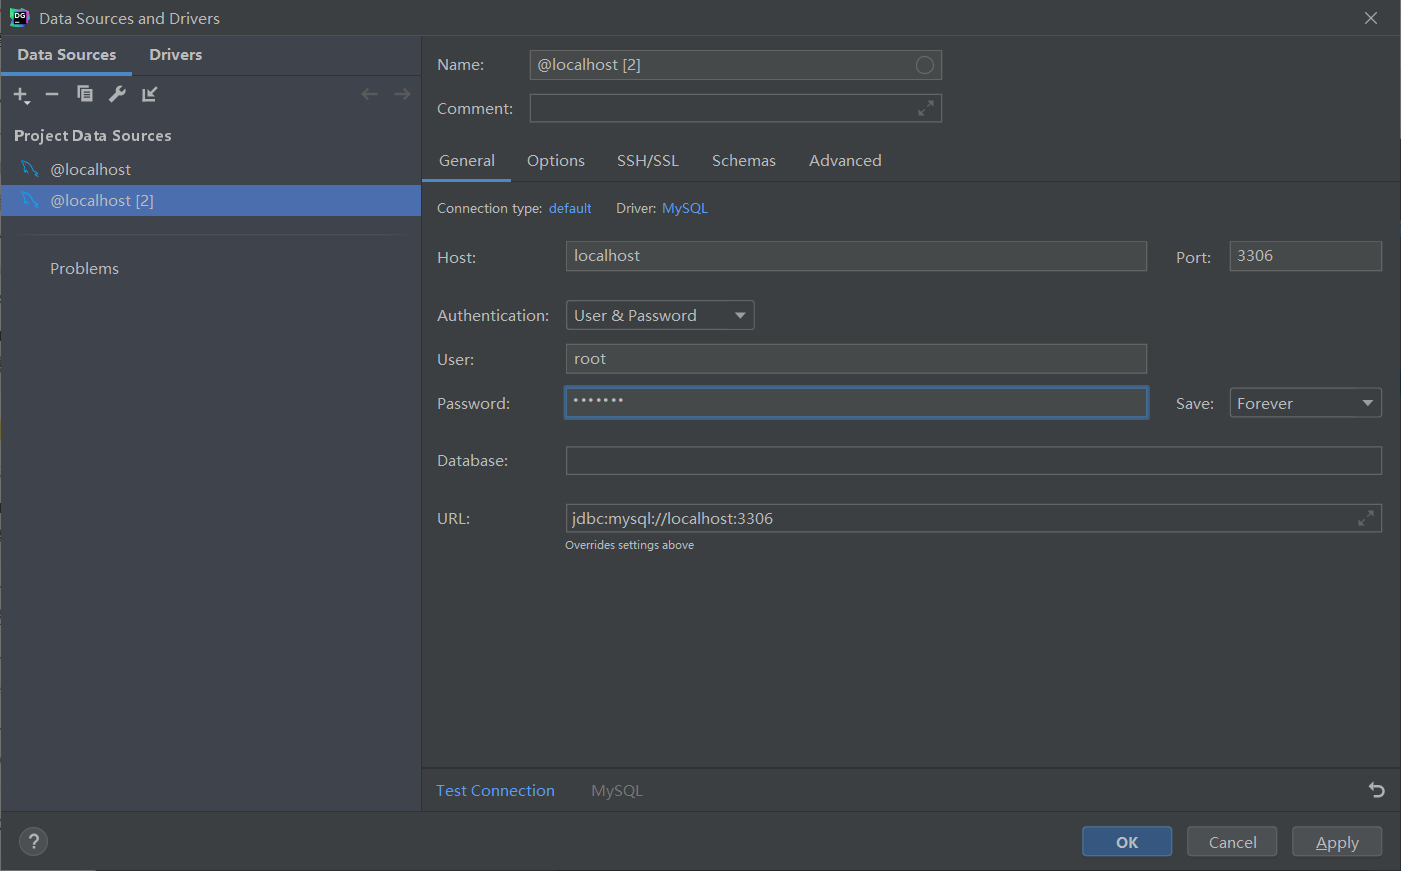 DG Data Sources and Drivers
Data Sources Drivers
Project Data Sources
@localhost
@localhost [2]
Problems
Name: @localhost [2]
Comment:
General Options SSH/SSL Schemas Advanced
Connection type: default Driver: MySQL
Host: localhost Port: 3306
Authentication: User & Password
User: root
Password: ••••••• Save: Forever
Database:
URL: jdbc:mysql://localhost:3306
Overrides settings above
Test Connection MySQL
? OK Cancel Apply